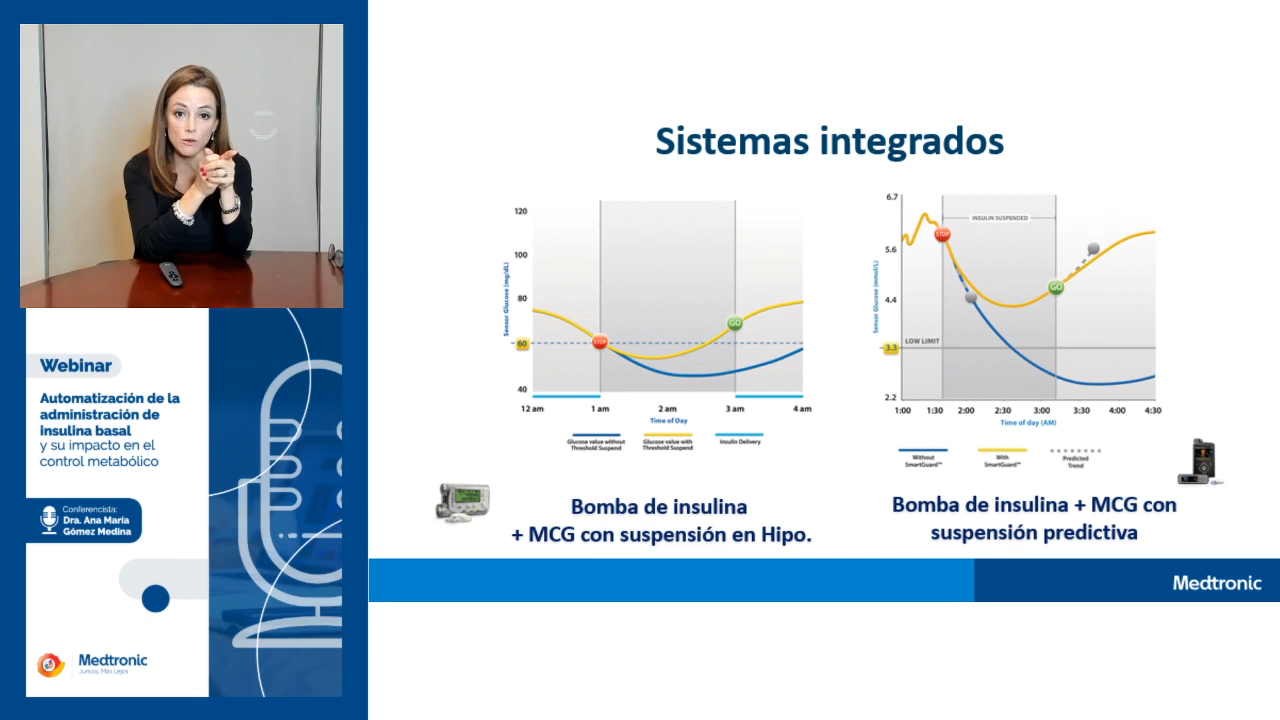 Webinar
Automatización de la
administración de
insulina basal
y su impacto en el
control metabólico
Conferencista:
Dra. Ana María
Gómez Medina
Medtronic
Juntos, Más Lejos
Sistemas integrados
120
100
80
60
40
Sensor Glucose (mg/dL)
STOP
GO
12 am
1 am
2 am
3 am
4 am
Time of Day
Glucose value without
Threshold Suspend
Glucose value with
Threshold Suspend
Insulin Delivery
Bomba de insulina
+ MCG con suspensión en Hipo.
6.7
5.6
4.4
3.3
2.2
Sensor Glucose (mmol/L)
INSULIN SUSPENDED
STOP
GO
LOW LIMIT
1:00
1:30
2:00
2:30
3:00
3:30
4:00
4:30
Time of day (AM)
Without
SmartGuard™
With
SmartGuard™
Predicted
Trend
Bomba de insulina + MCG con
suspensión predictiva
Medtronic